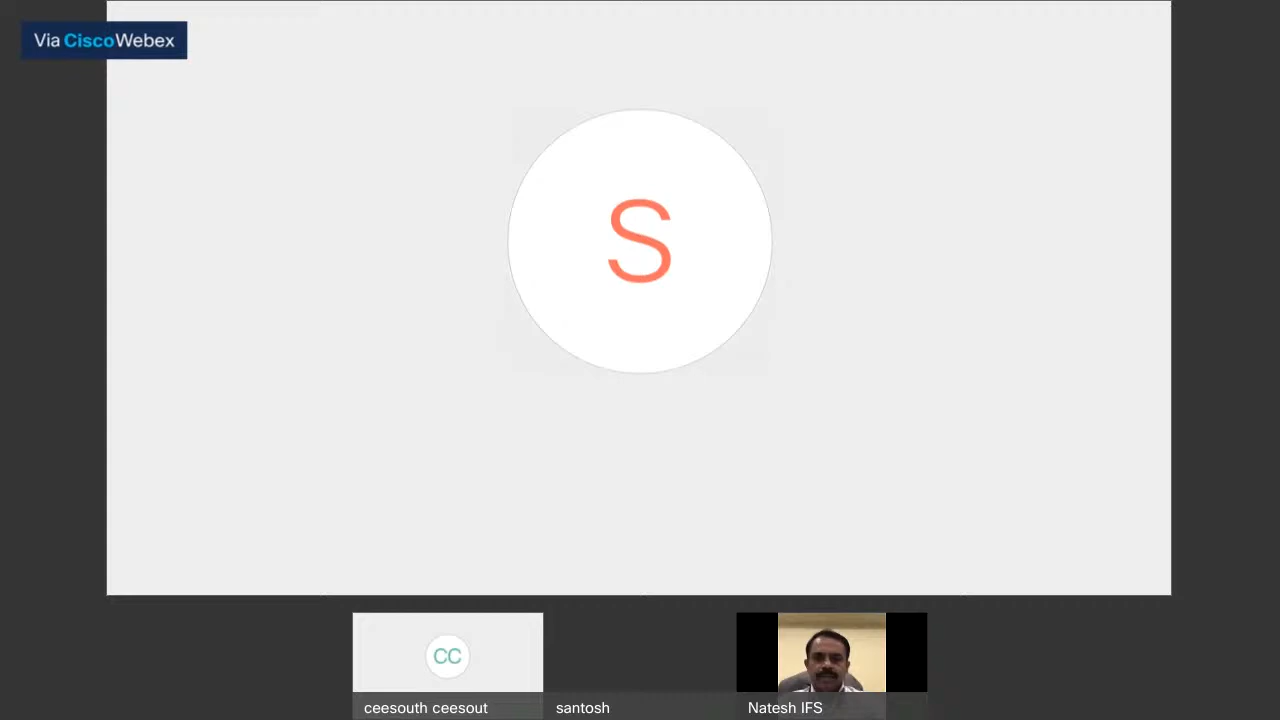 Via CiscoWebex
S
CC
ceesouth ceesout
santosh
Natesh IFS